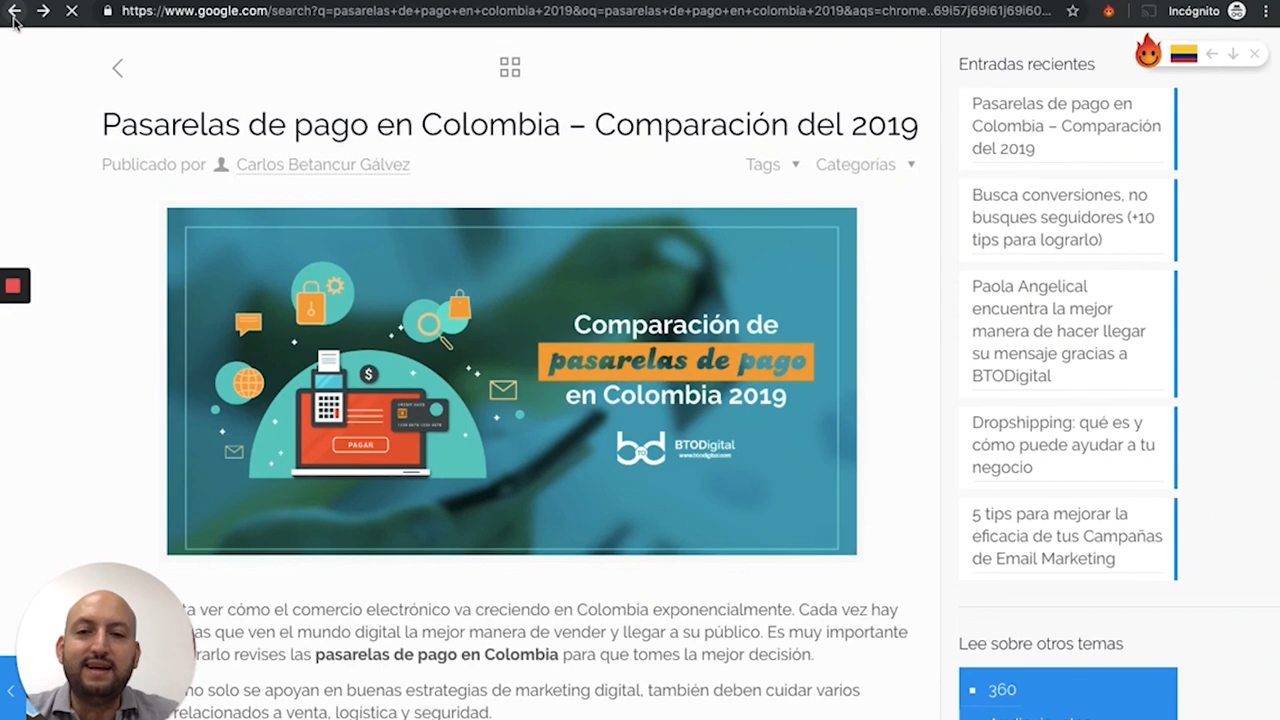 https://www.google.com/search?q=pasarelas+de+pago+en+colombia+2019&oq=pasarelas+de+pago+en+colombia+2019&aqs=chrome..69i57j69i61j69i60...
Incógnito
Pasarelas de pago en Colombia – Comparación del 2019
Publicado por Carlos Betancur Gálvez
Tags
Categorias
Comparación de
pasarelas de pago
en Colombia 2019
bd
TO
BTODigital
www.btodigital.com
$
PAGAR
ta ver cómo el comercio electrónico va creciendo en Colombia exponencialmente. Cada vez hay
as que ven el mundo digital la mejor manera de vender y llegar a su público. Es muy importante
rarlo revises las pasarelas de pago en Colombia para que tomes la mejor decisión.
no solo se apoyan en buenas estrategias de marketing digital, también deben cuidar varios
relacionados a venta, logística y seguridad.
Entradas recientes
Pasarelas de pago en
Colombia – Comparación
del 2019
Busca conversiones, no
busques seguidores (+10
tips para lograrlo)
Paola Angelical
encuentra la mejor
manera de hacer llegar
su mensaje gracias a
BTODigital
Dropshipping: qué es y
cómo puede ayudar a tu
negocio
5 tips para mejorar la
eficacia de tus Campañas
de Email Marketing
Lee sobre otros temas
360